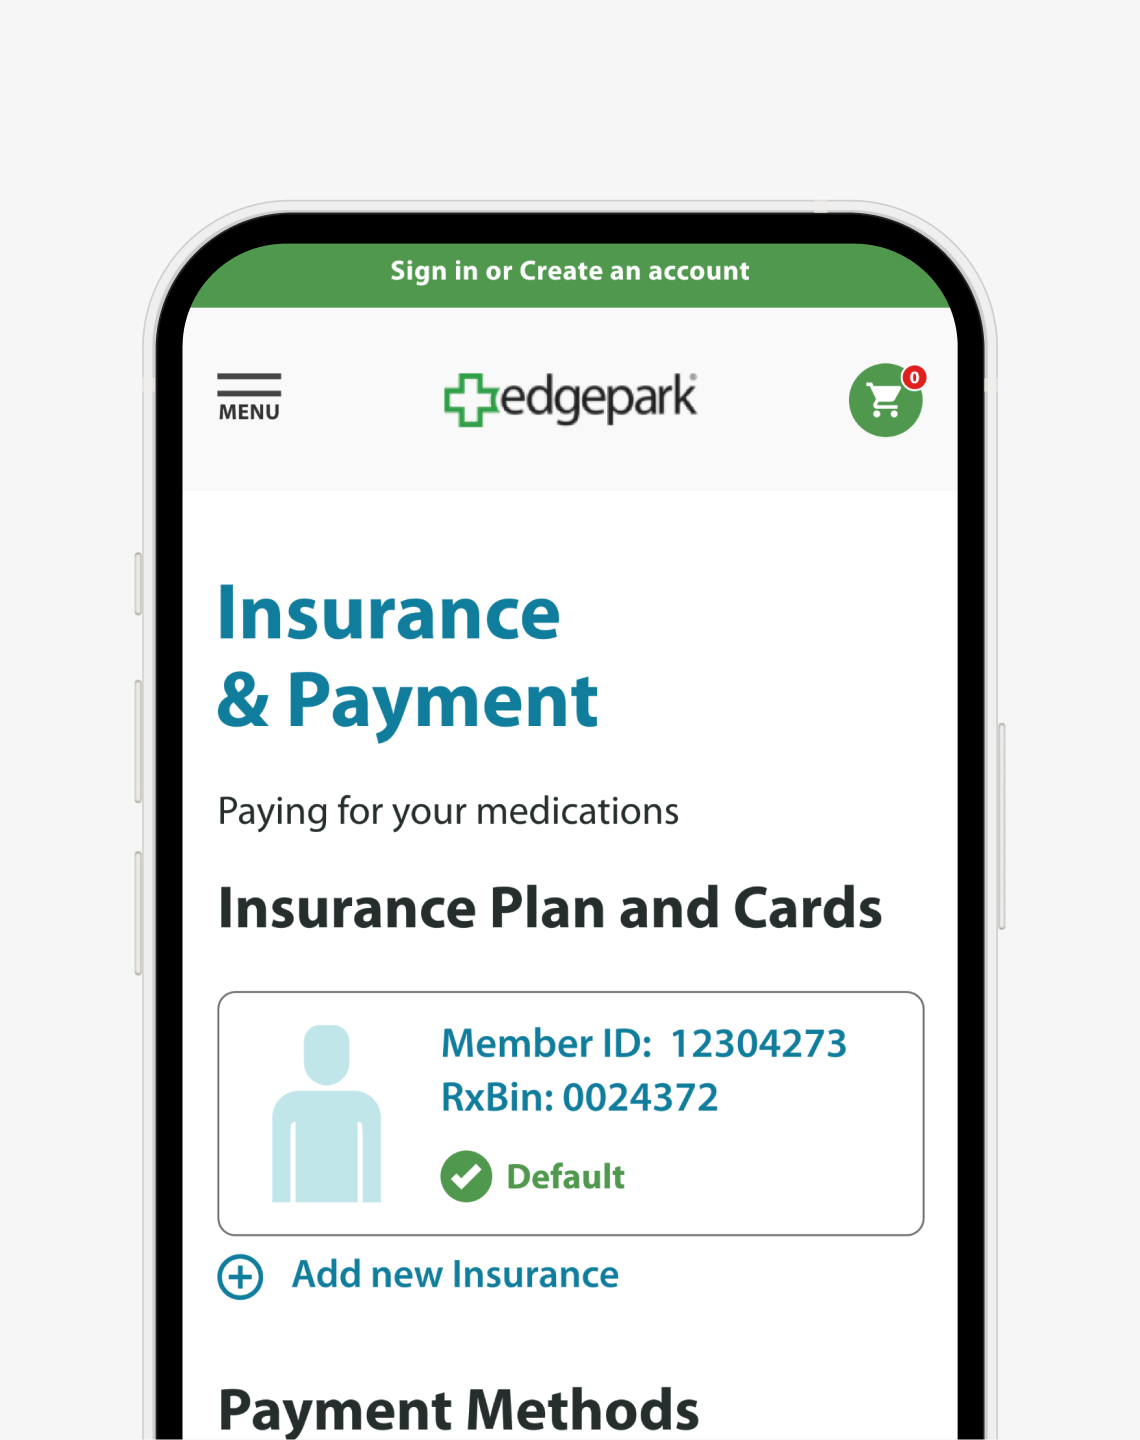 Sign in or Create an account
MENU
edgepark®
0
Insurance
& Payment
Paying for your medications
Insurance Plan and Cards
Member ID: 12304273
RxBin: 0024372
Default
Add new Insurance
Payment Methods